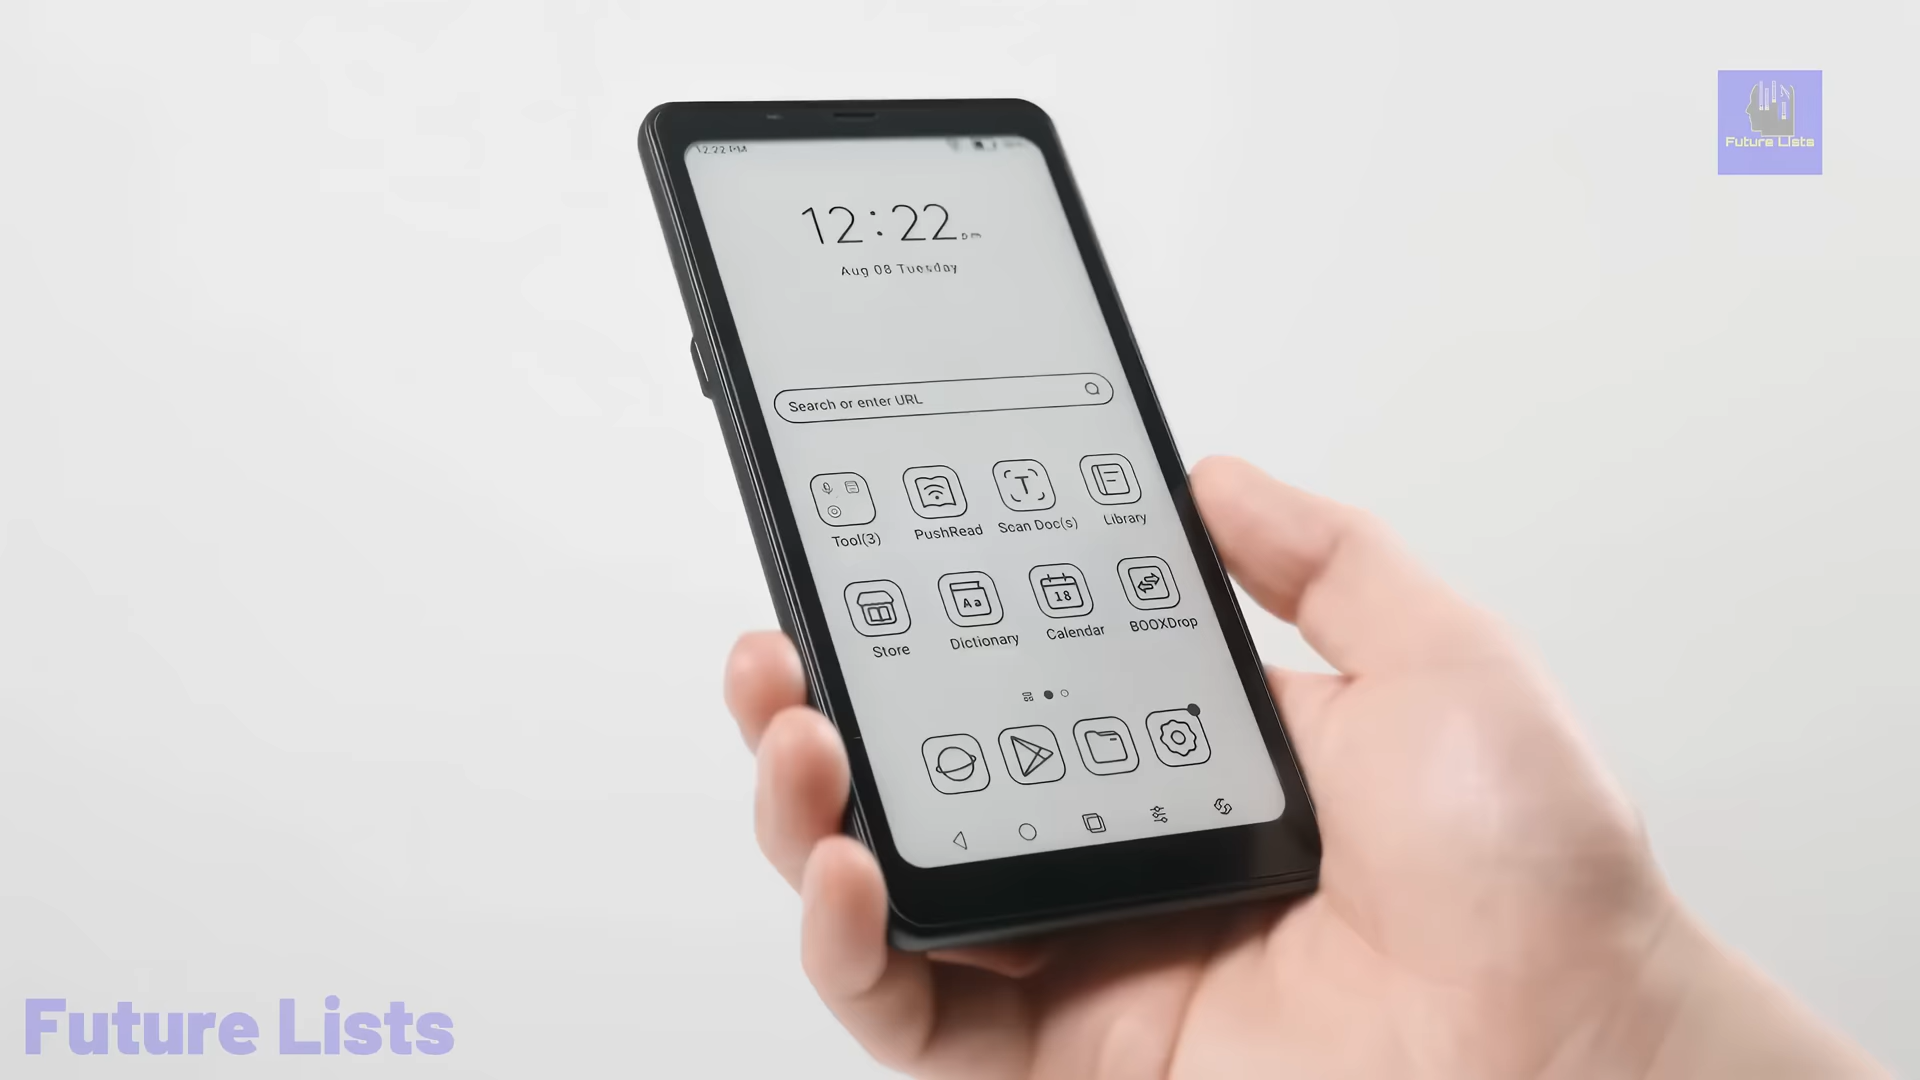 12:22 PM
12:22 pm
Aug 08 Tuesday
Search or enter URL
T
Tool(3)
PushRead
Scan Doc(s)
Library
Aa
18
Store
Dictionary
Calendar
BOOXDrop
Future Lists
Future Lists